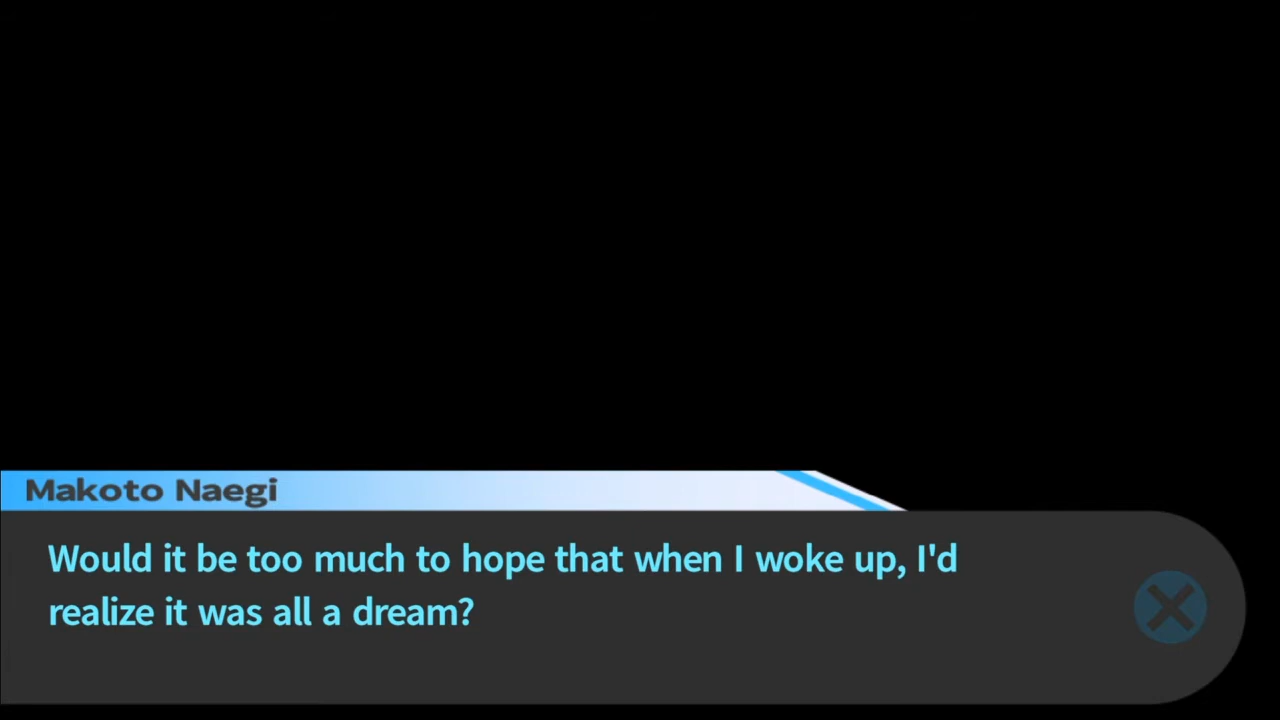 Makoto Naegi
Would it be too much to hope that when I woke up, I'd
realize it was all a dream?